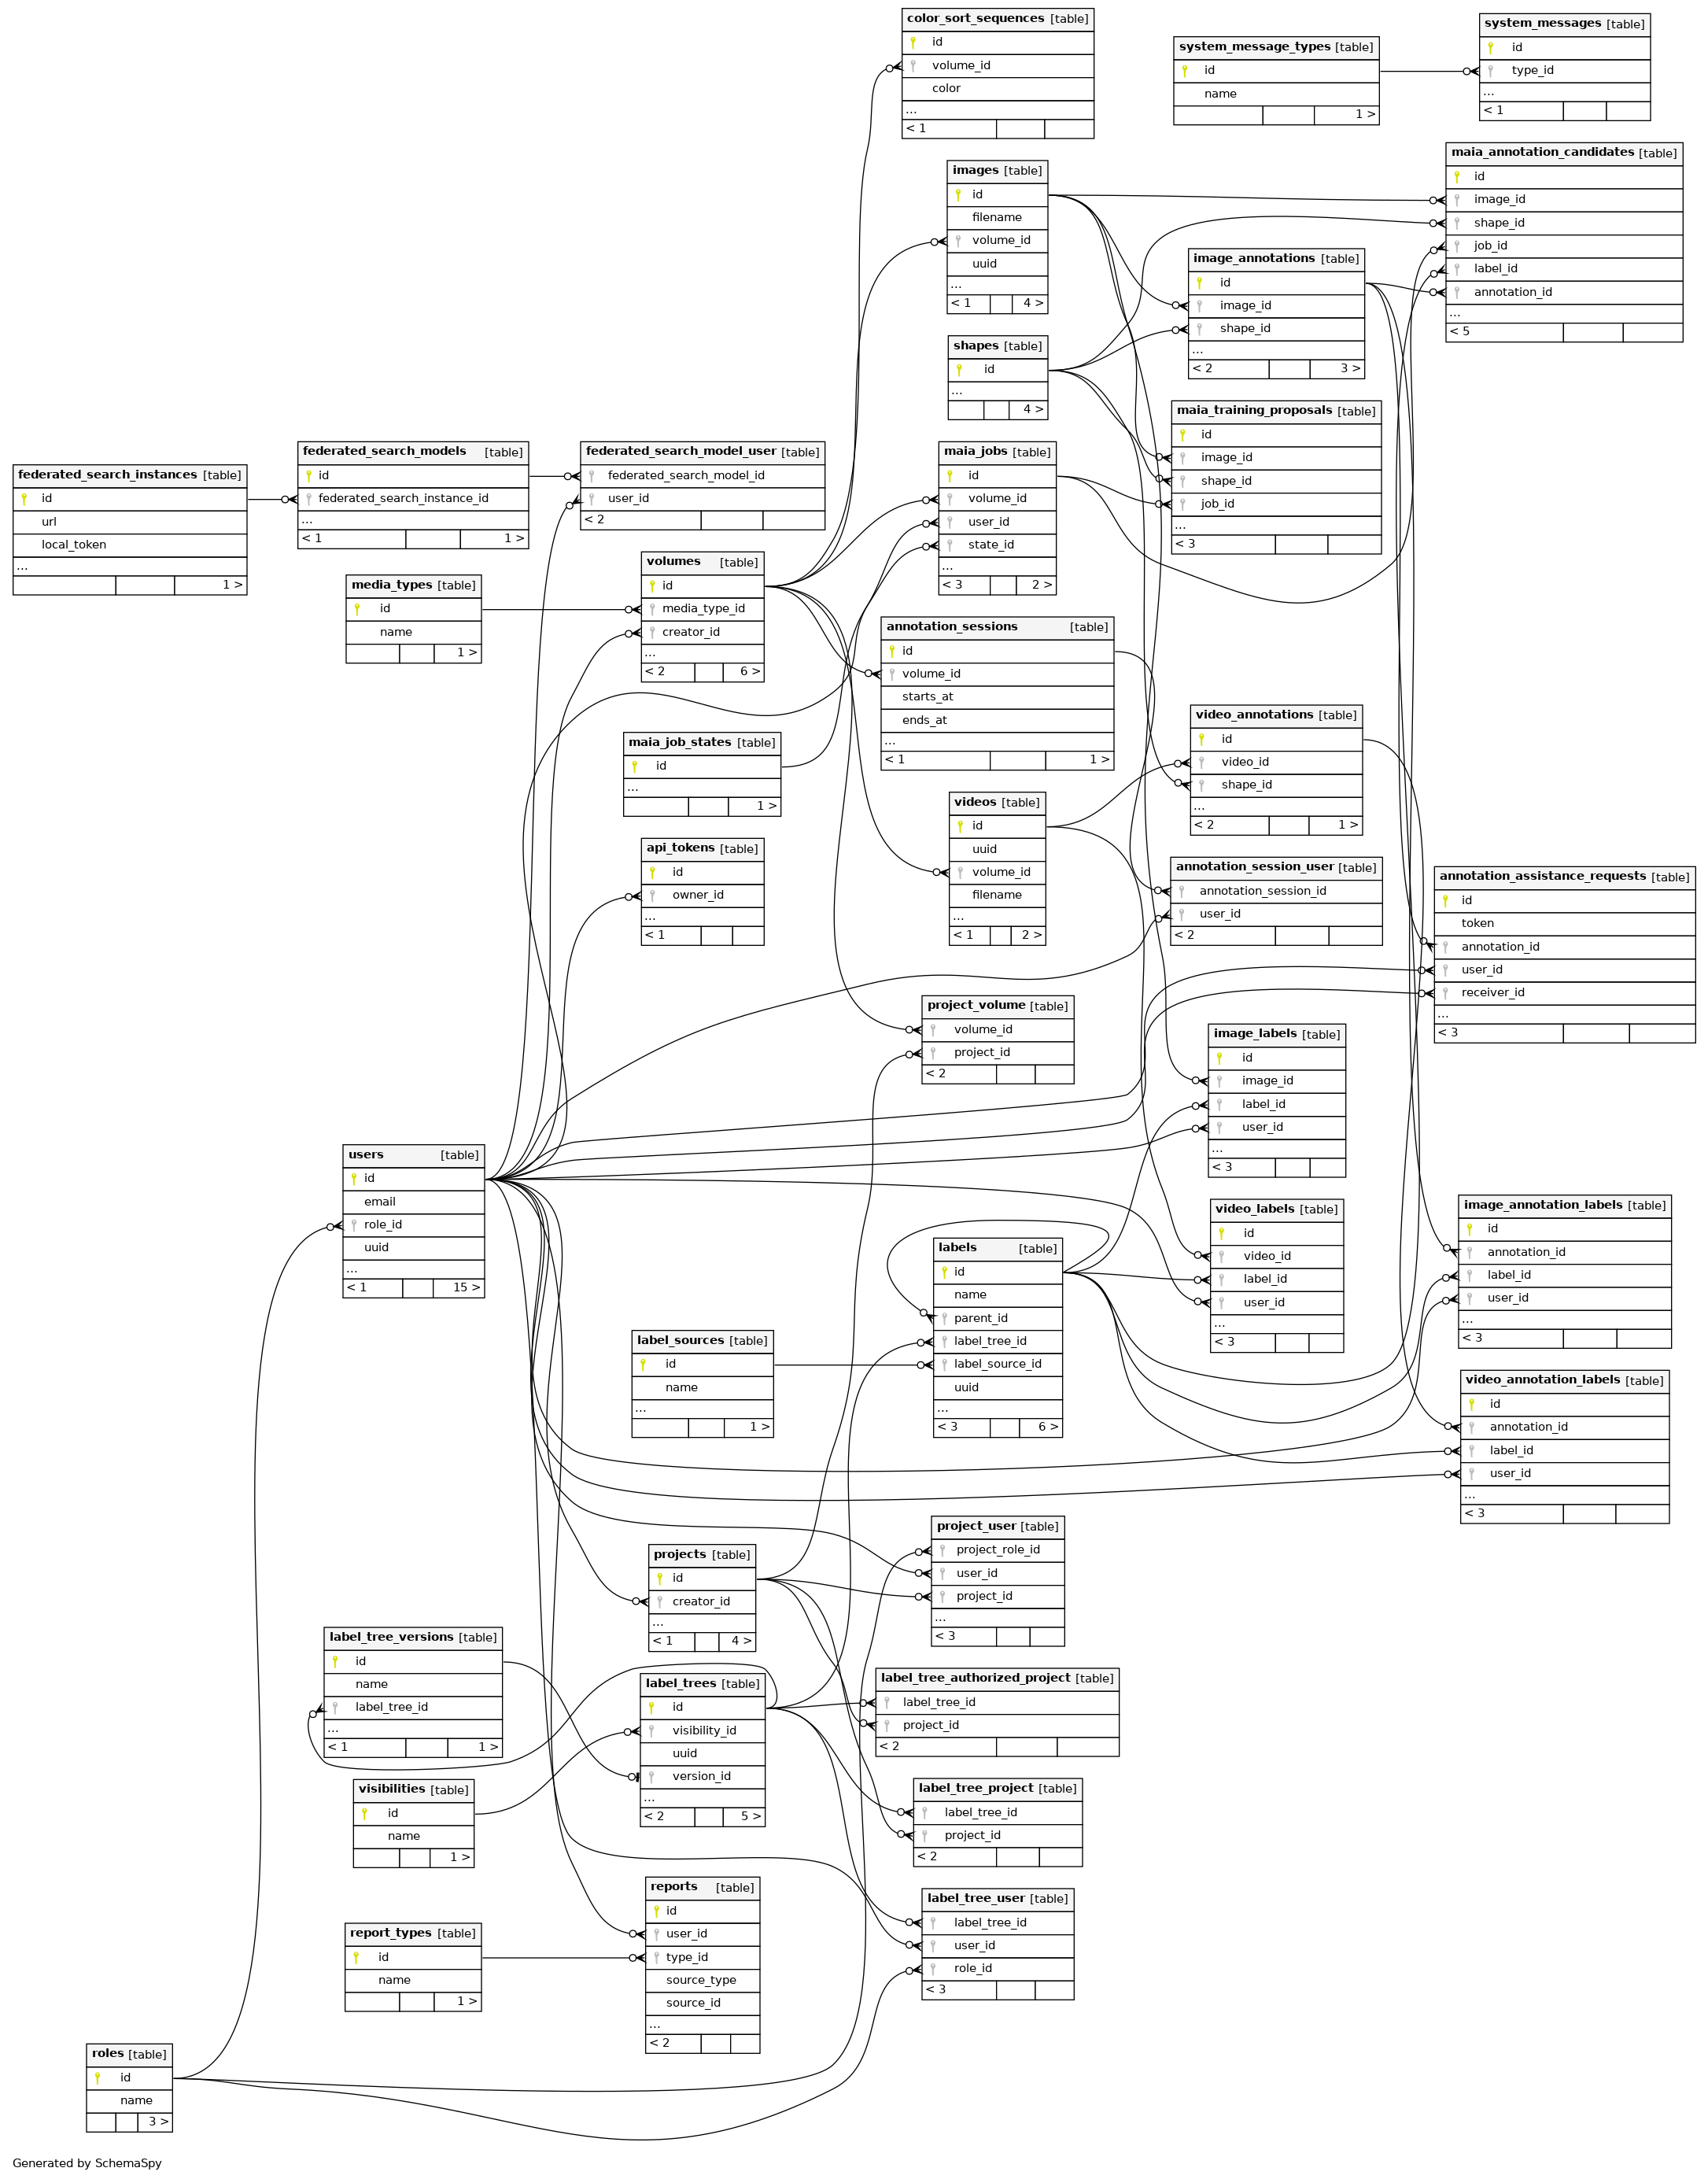 color_sort_sequences [table]
id
volume_id
color
...
< 1
system_message_types [table]
id
name
1 >
system_messages [table]
id
type_id
...
< 1
images [table]
id
filename
volume_id
uuid
...
< 1 4 >
maia_annotation_candidates [table]
id
image_id
shape_id
job_id
label_id
annotation_id
...
< 5
image_annotations [table]
id
image_id
shape_id
...
< 2 3 >
shapes [table]
id
...
4 >
maia_training_proposals [table]
id
image_id
shape_id
job_id
...
< 3
federated_search_instances [table]
id
url
local_token
...
1 >
federated_search_models [table]
id
federated_search_instance_id
...
< 1 1 >
federated_search_model_user [table]
federated_search_model_id
user_id
< 2
maia_jobs [table]
id
volume_id
user_id
state_id
...
< 3 2 >
media_types [table]
id
name
1 >
volumes [table]
id
media_type_id
creator_id
...
< 2 6 >
annotation_sessions [table]
id
volume_id
starts_at
ends_at
...
< 1 1 >
maia_job_states [table]
id
...
1 >
video_annotations [table]
id
video_id
shape_id
...
< 2 1 >
videos [table]
id
uuid
volume_id
filename
...
< 1 2 >
api_tokens [table]
id
owner_id
...
< 1
annotation_session_user [table]
annotation_session_id
user_id
< 2
annotation_assistance_requests [table]
id
token
annotation_id
user_id
receiver_id
...
< 3
project_volume [table]
volume_id
project_id
< 2
image_labels [table]
id
image_id
label_id
user_id
...
< 3
users [table]
id
email
role_id
uuid
...
< 1 15 >
video_labels [table]
id
video_id
label_id
user_id
...
< 3
image_annotation_labels [table]
id
annotation_id
label_id
user_id
...
< 3
labels [table]
id
name
parent_id
label_tree_id
label_source_id
uuid
...
< 3 6 >
label_sources [table]
id
name
...
1 >
video_annotation_labels [table]
id
annotation_id
label_id
user_id
...
< 3
project_user [table]
project_role_id
user_id
project_id
...
< 3
projects [table]
id
creator_id
...
< 1 4 >
label_tree_versions [table]
id
name
label_tree_id
...
< 1 1 >
label_trees [table]
id
visibility_id
uuid
version_id
...
< 2 5 >
label_tree_authorized_project [table]
label_tree_id
project_id
< 2
visibilities [table]
id
name
1 >
label_tree_project [table]
label_tree_id
project_id
< 2
reports [table]
id
user_id
type_id
source_type
source_id
...
< 2
label_tree_user [table]
label_tree_id
user_id
role_id
< 3
report_types [table]
id
name
1 >
roles [table]
id
name
3 >
Generated by SchemaSpy